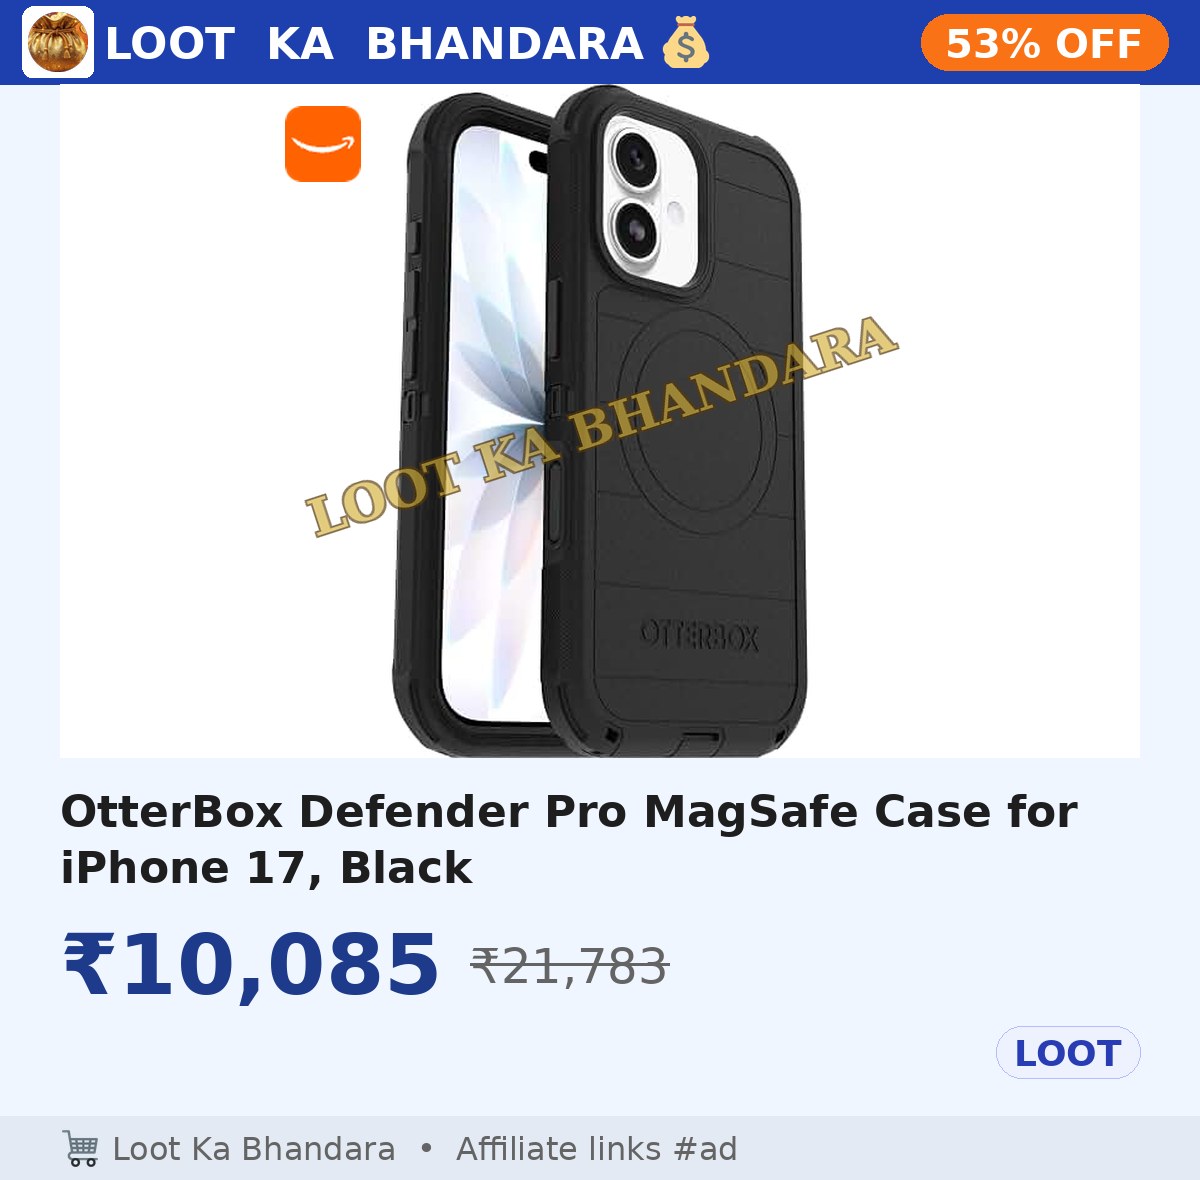 LOOT KA BHANDARA
53% OFF
LOOT KA BHANDARA
OTTERBOX
OtterBox Defender Pro MagSafe Case for
iPhone 17, Black
₹10,085 ₹21,783
LOOT
Loot Ka Bhandara • Affiliate links #ad